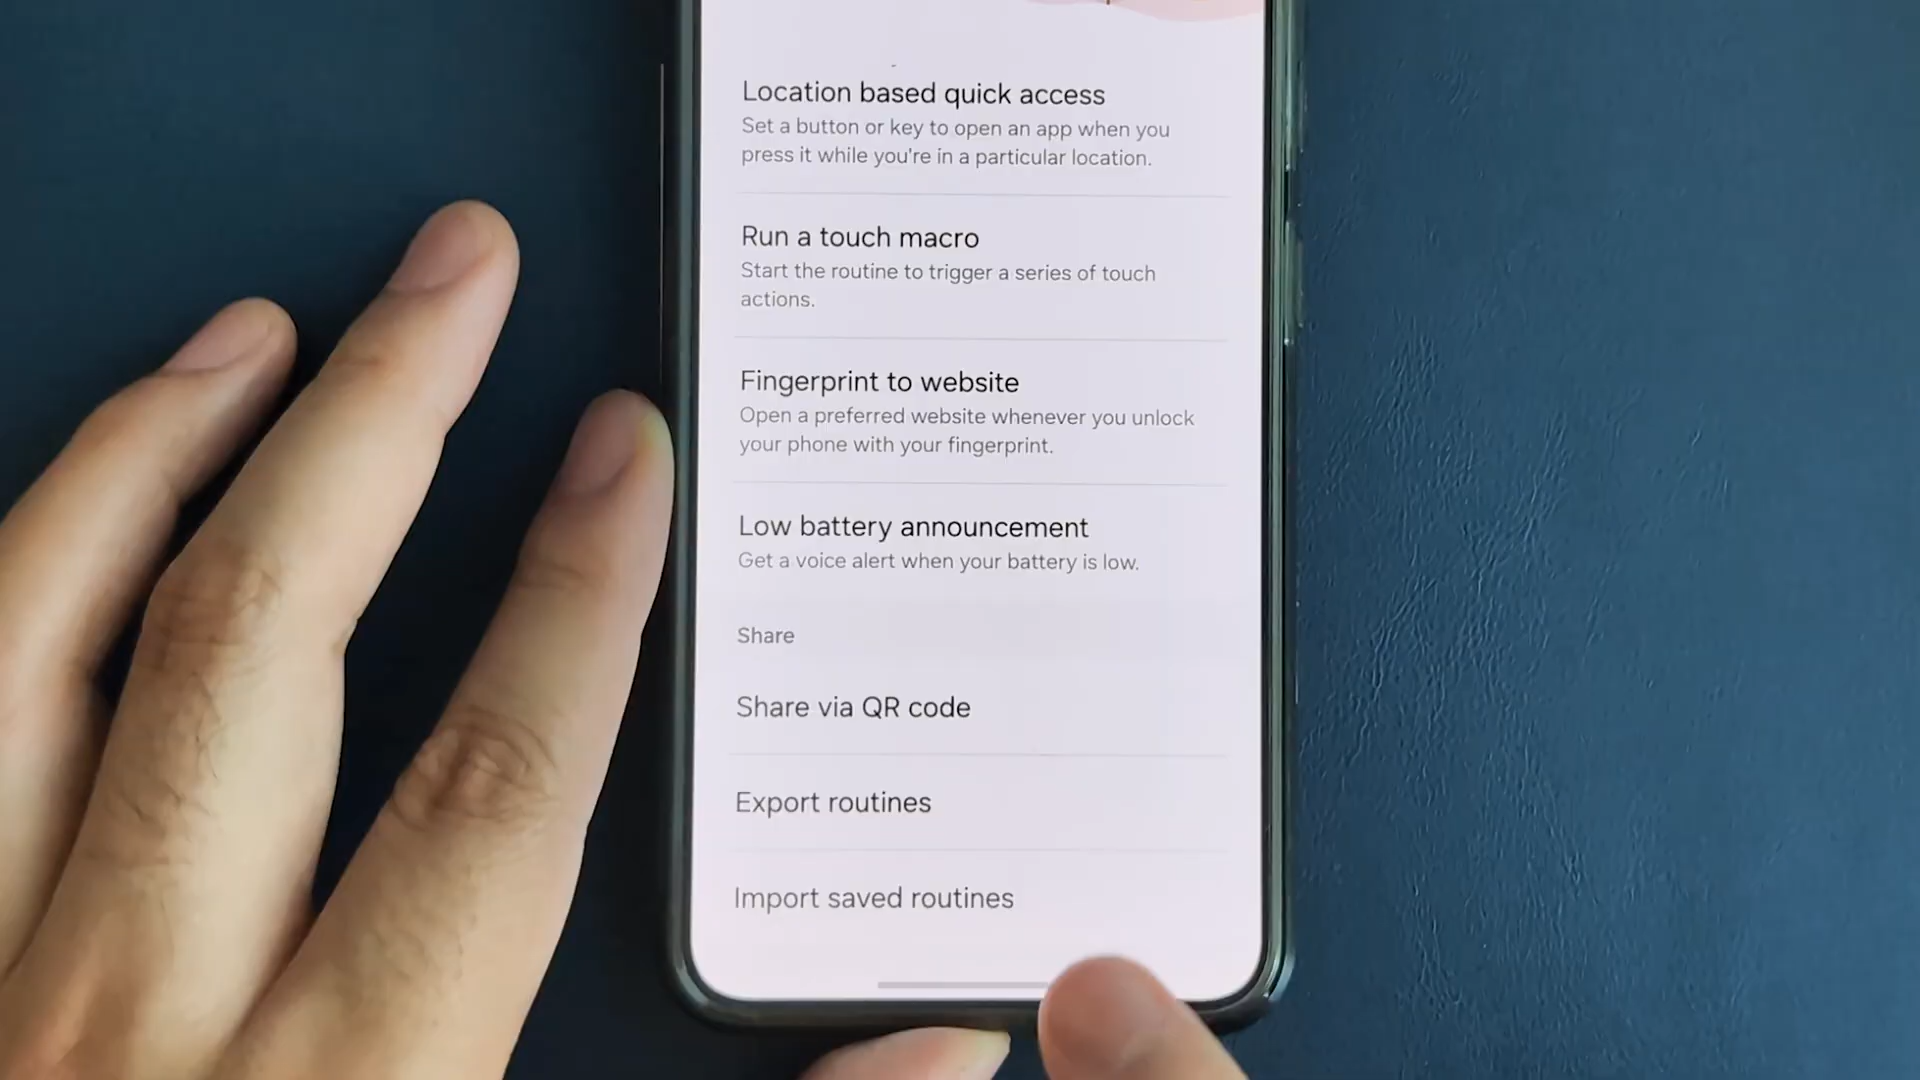 Location based quick access
Set a button or key to open an app when you
press it while you're in a particular location.
Run a touch macro
Start the routine to trigger a series of touch
actions.
Fingerprint to website
Open a preferred website whenever you unlock
your phone with your fingerprint.
Low battery announcement
Get a voice alert when your battery is low.
Share
Share via QR code
Export routines
Import saved routines